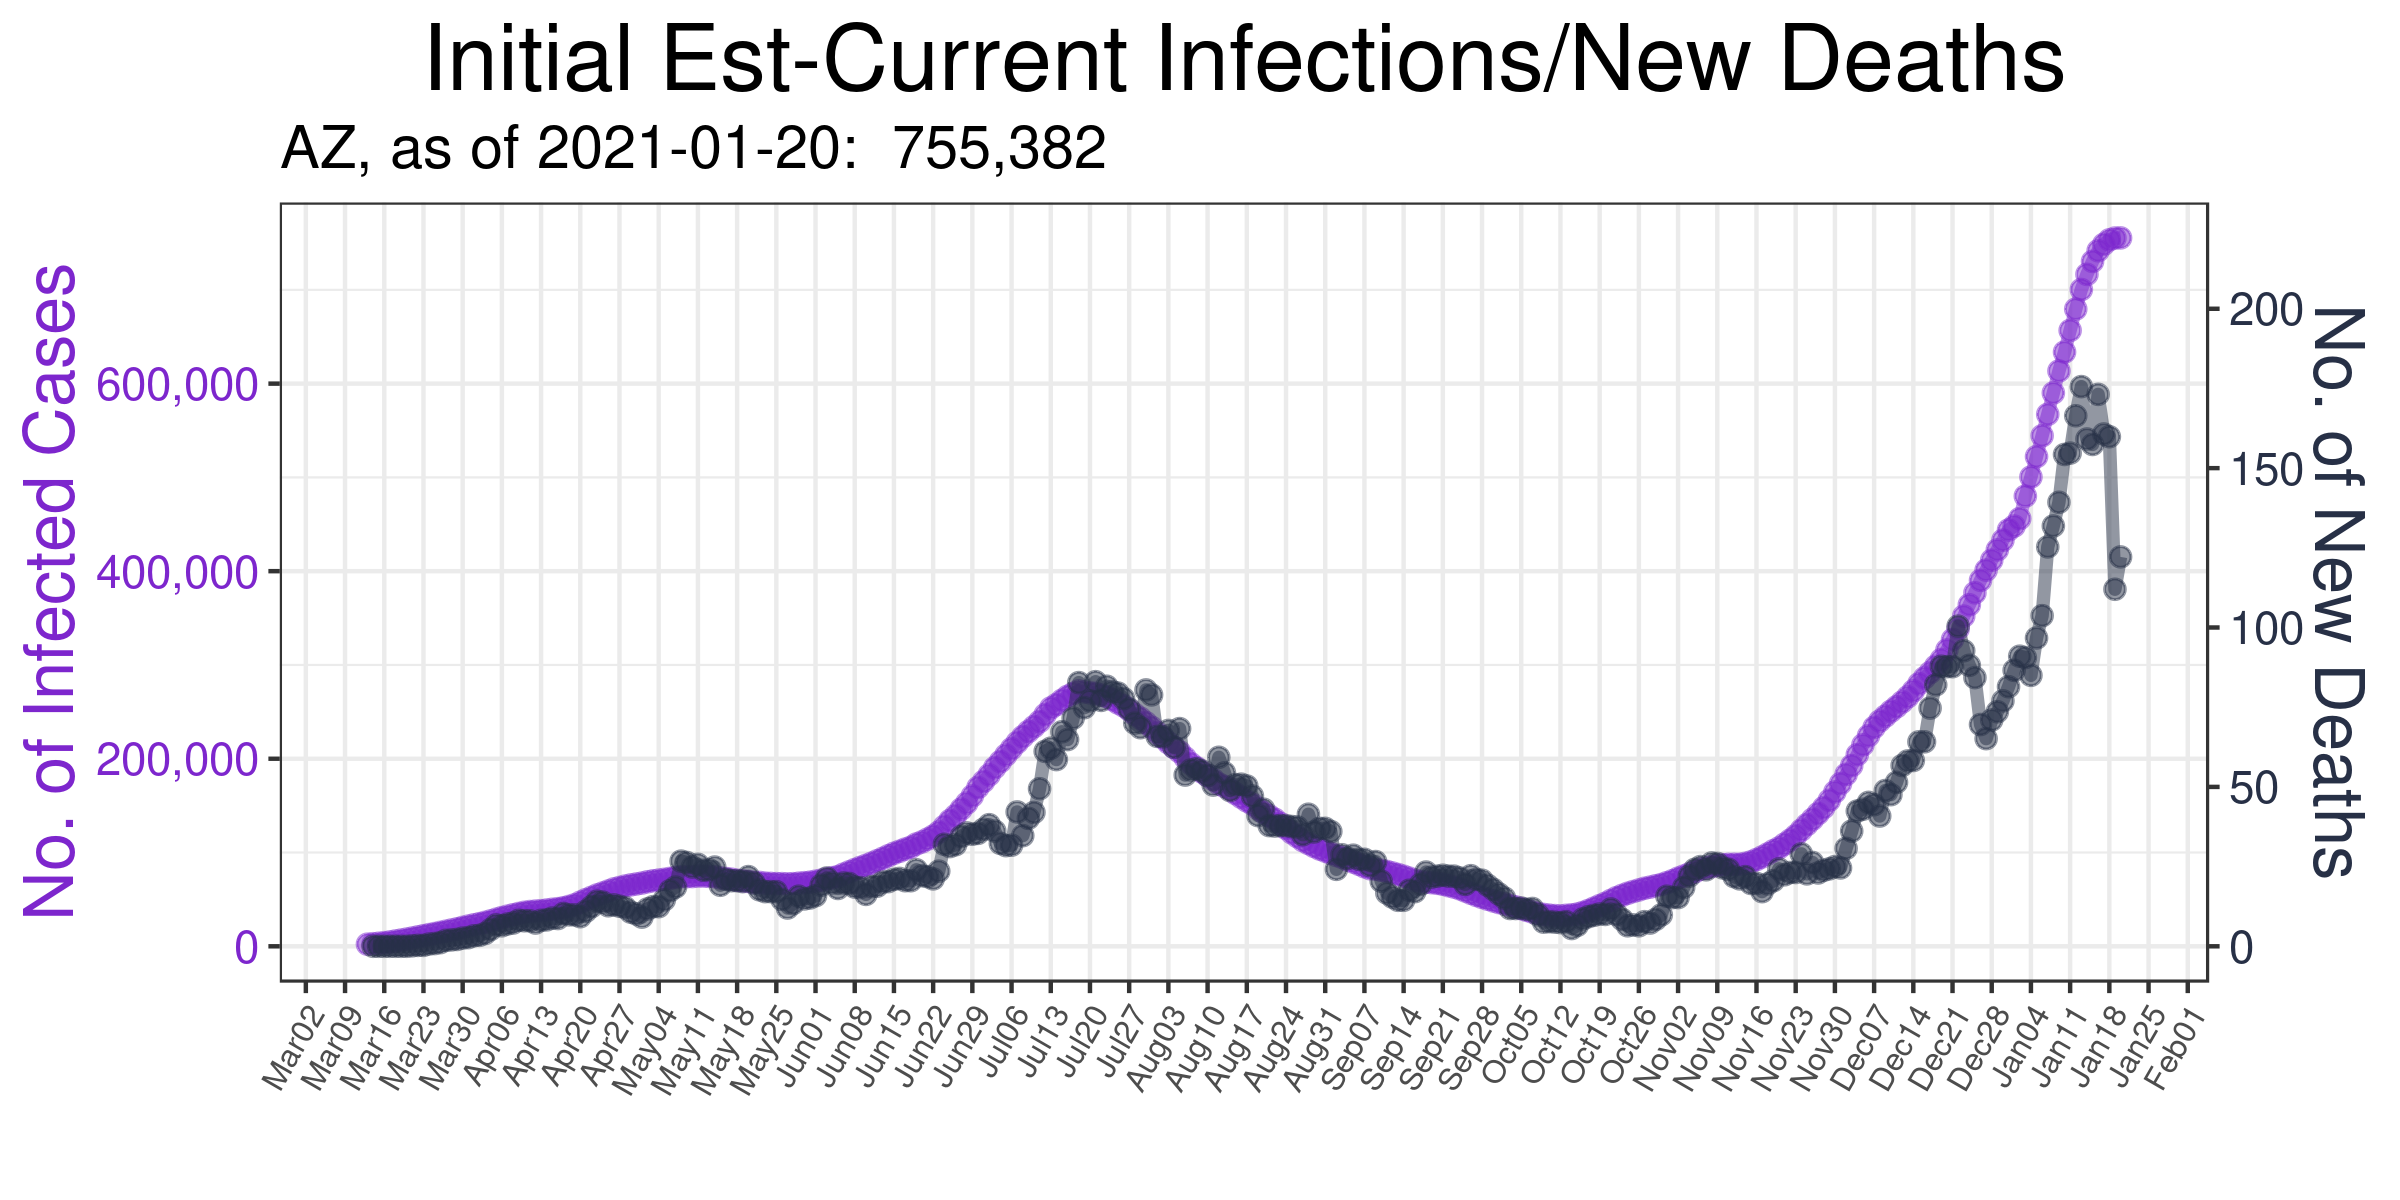 Initial Est-Current Infections/New Deaths
AZ, as of 2021-01-20:  755,382
No. of Infected Cases
600,000
400,000
200,000
0
200
150
100
50
0
No. of New Deaths
Mar02
Mar09
Mar16
Mar23
Mar30
Apr06
Apr13
Apr20
Apr27
May04
May11
May18
May25
Jun01
Jun08
Jun15
Jun22
Jun29
Jul06
Jul13
Jul20
Jul27
Aug03
Aug10
Aug17
Aug24
Aug31
Sep07
Sep14
Sep21
Sep28
Oct05
Oct12
Oct19
Oct26
Nov02
Nov09
Nov16
Nov23
Nov30
Dec07
Dec14
Dec21
Dec28
Jan04
Jan11
Jan18
Jan25
Feb01